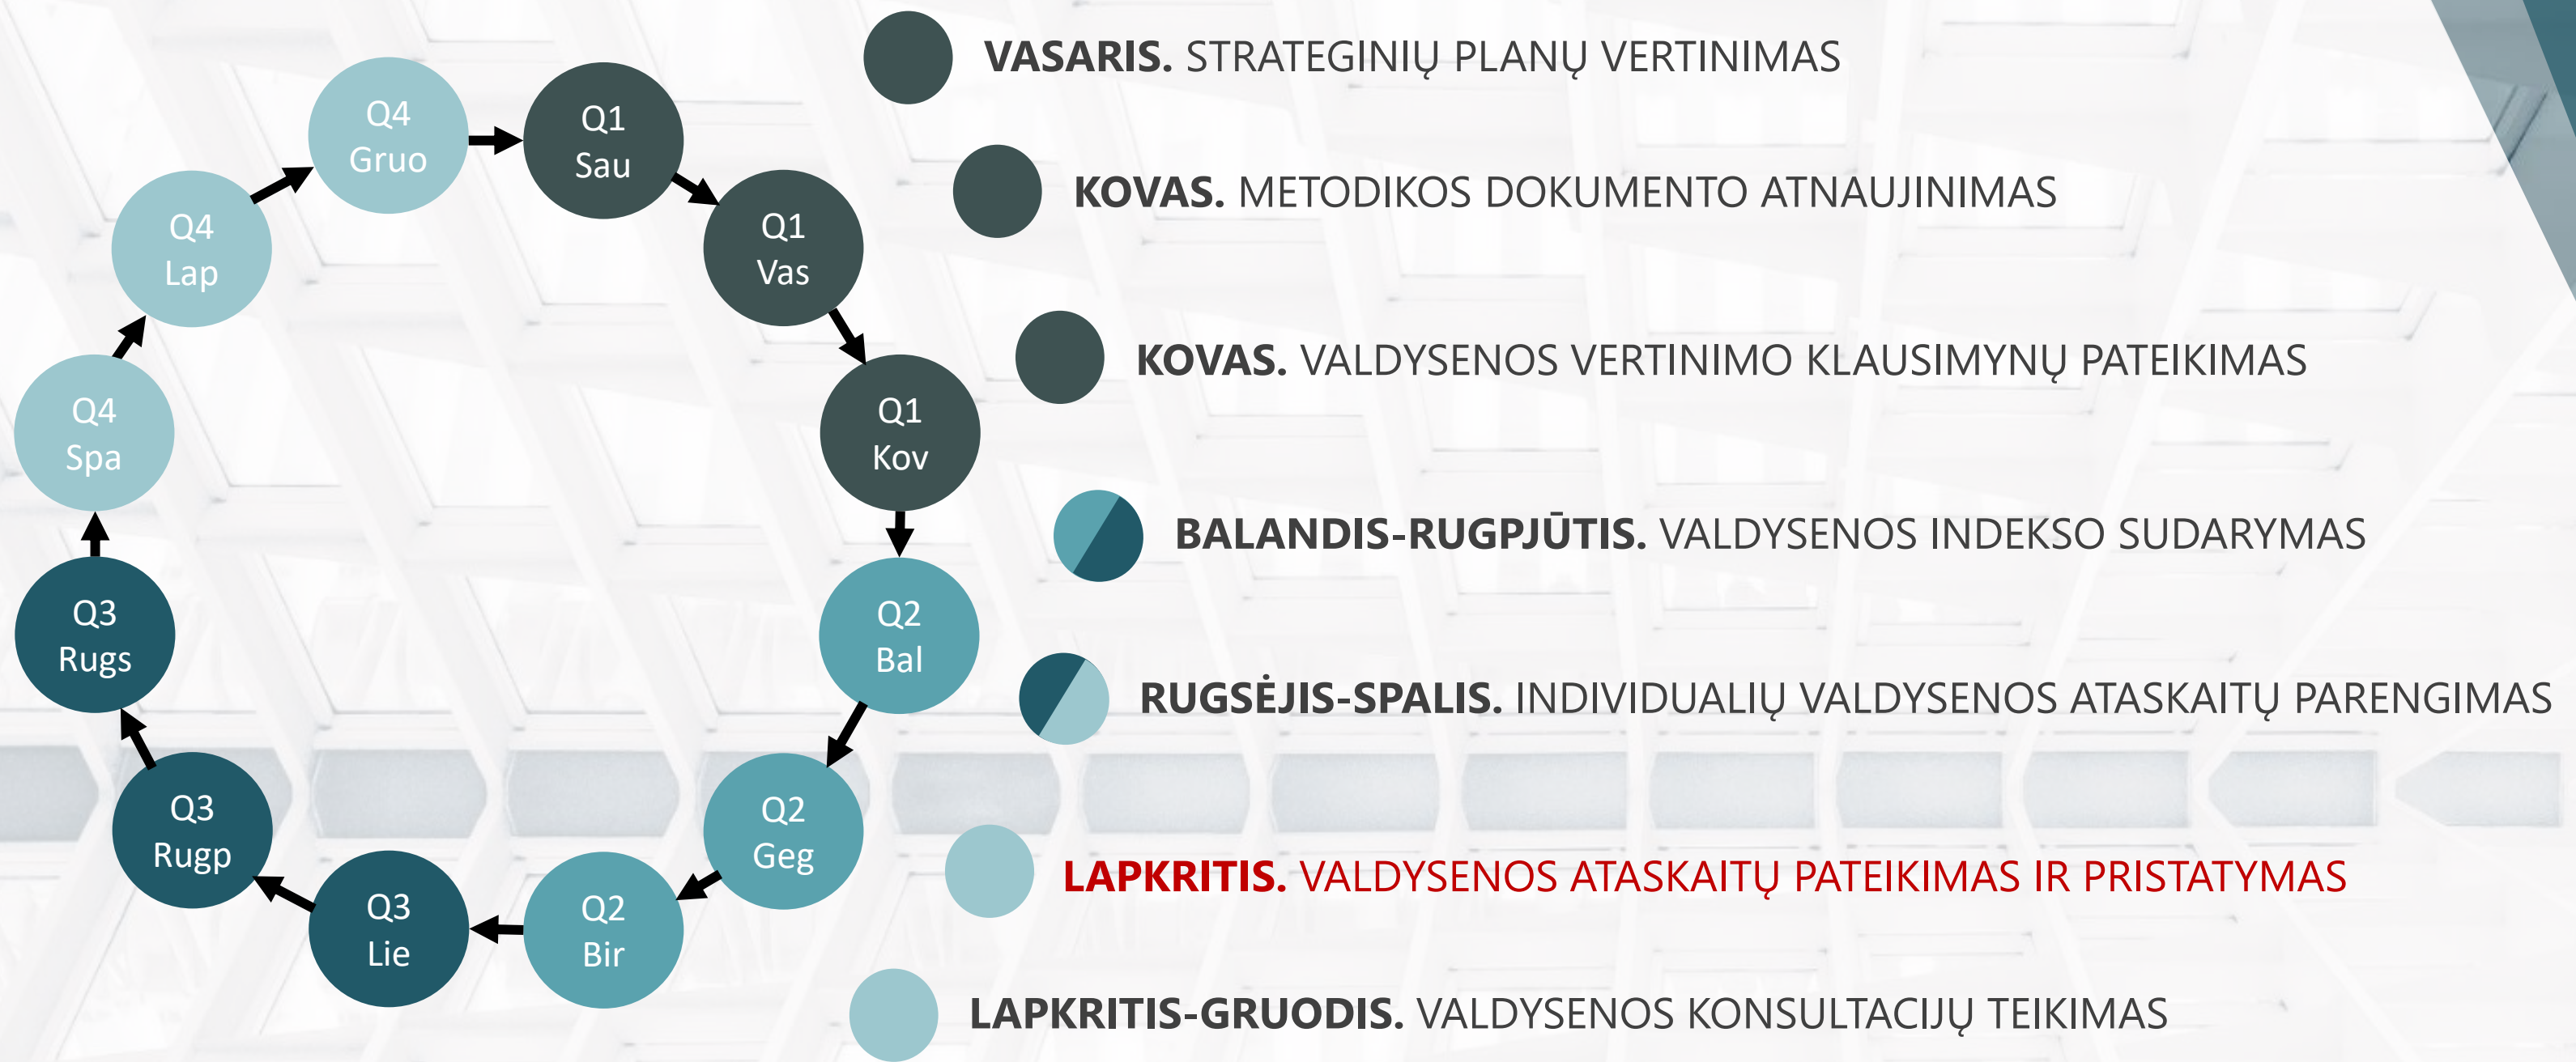 Q4
Gruo
Q1
Sau
Q1
Vas
Q1
Kov
Q2
Bal
Q2
Geg
Q2
Bir
Q3
Lie
Q3
Rugp
Q3
Rugs
Q4
Spa
Q4
Lap
VASARIS. STRATEGINIŲ PLANŲ VERTINIMAS
KOVAS. METODIKOS DOKUMENTO ATNAUJINIMAS
KOVAS. VALDYSENOS VERTINIMO KLAUSIMYNŲ PATEIKIMAS
BALANDIS-RUGPJŪTIS. VALDYSENOS INDEKSO SUDARYMAS
RUGSĖJIS-SPALIS. INDIVIDUALIŲ VALDYSENOS ATASKAITŲ PARENGIMAS
LAPKRITIS. VALDYSENOS ATASKAITŲ PATEIKIMAS IR PRISTATYMAS
LAPKRITIS-GRUODIS. VALDYSENOS KONSULTACIJŲ TEIKIMAS